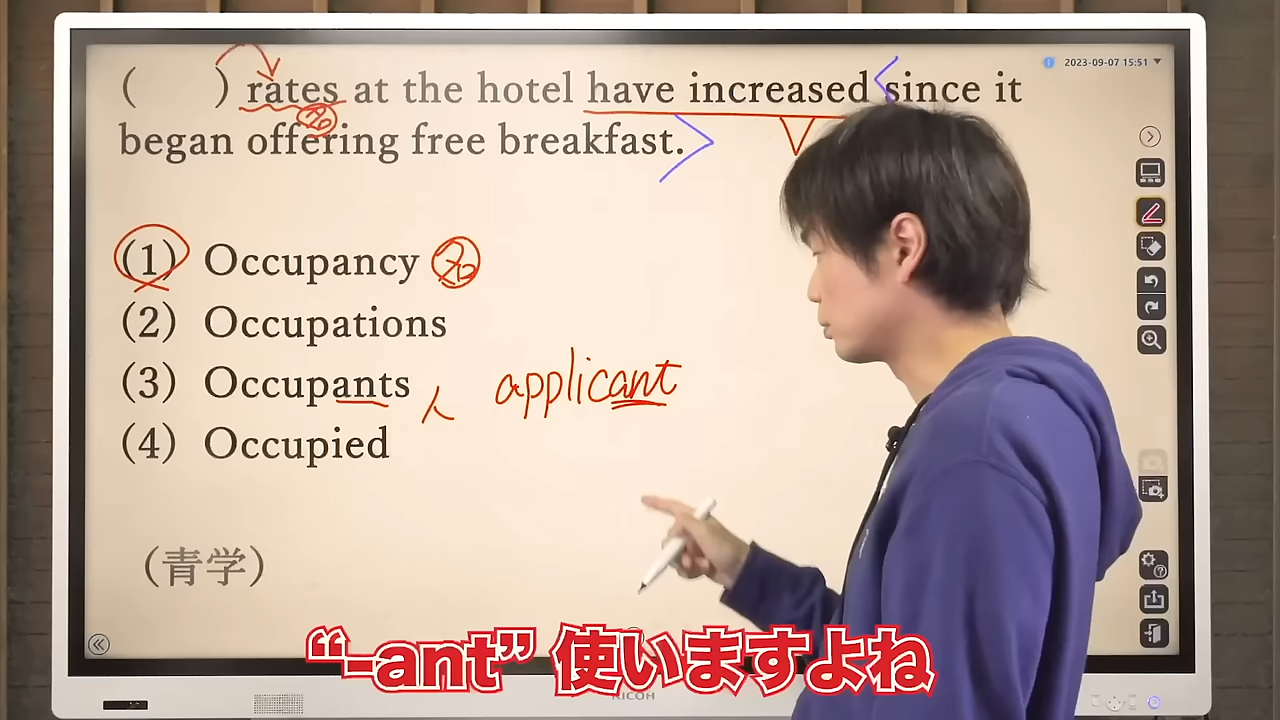 2023-09-07 15:51
( ) rates at the hotel have increased since it
began offering free breakfast.
V
(1) Occupancy 名
(2) Occupations
(3) Occupants 人 applicant
(4) Occupied
(青学)
“-ant” 使いますよね
RICOH